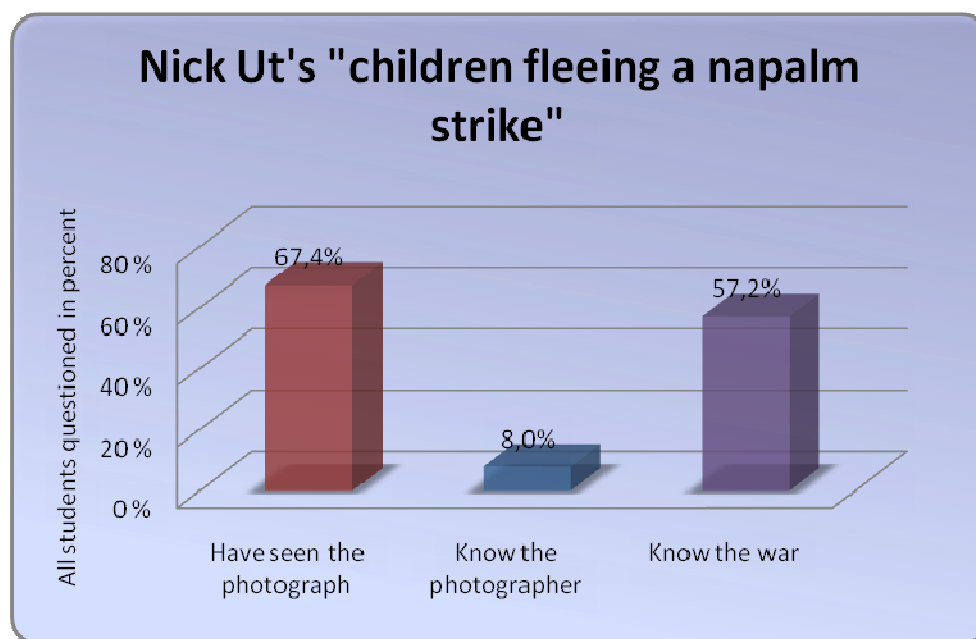 Nick Ut's "children fleeing a napalm
strike"
All students questioned in percent
80 %
60 %
40 %
20 %
0 %
67,4%
8,0%
57,2%
Have seen the
photograph
Know the
photographer
Know the war